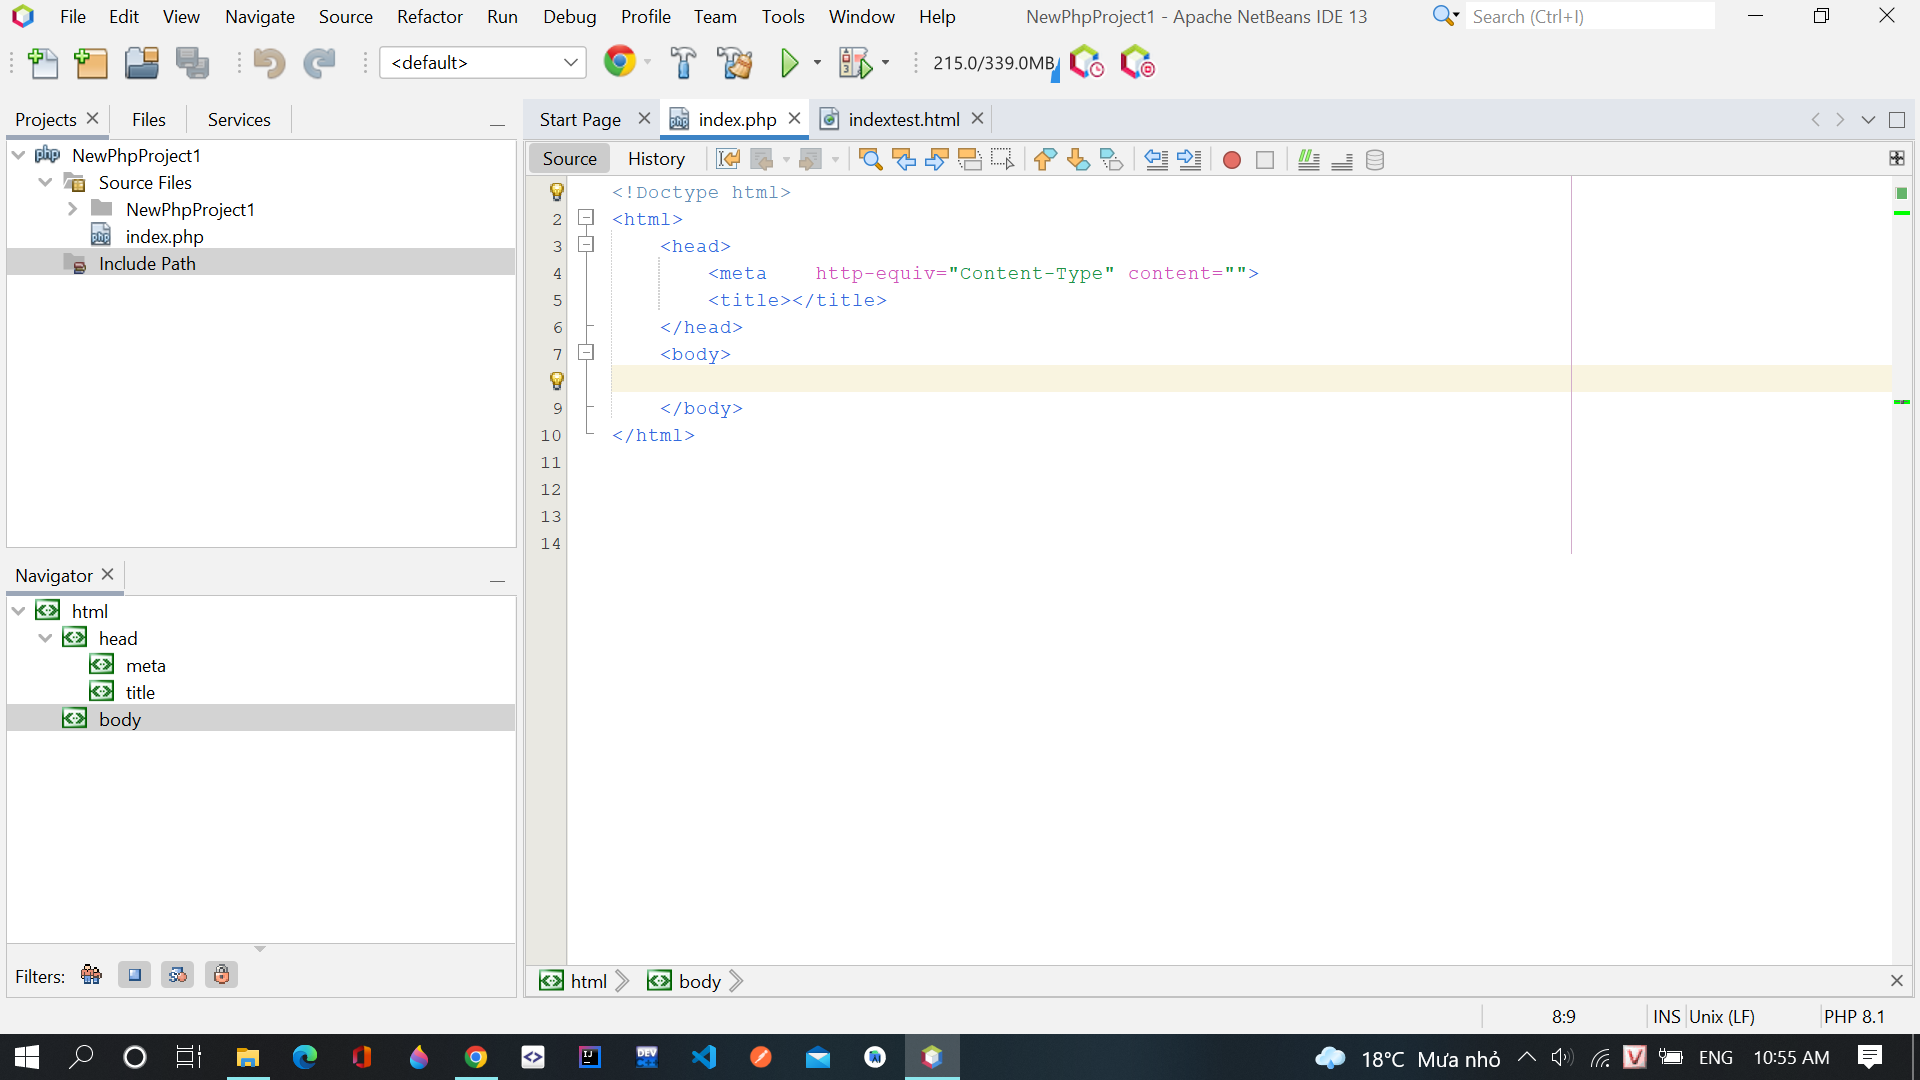 File Edit View Navigate Source Refactor Run Debug Profile Team Tools Window Help NewPhpProject1 - Apache NetBeans IDE 13 Search (Ctrl+I)
<default> 215.0/339.0MB
Projects Files Services
NewPhpProject1
Source Files
NewPhpProject1
index.php
Include Path
Start Page index.php indextest.html
Source History
<!Doctype html>
2 <html>
3 <head>
4 <meta http-equiv="Content-Type" content="">
5 <title></title>
6 </head>
7 <body>
9 </body>
10 </html>
11
12
13
14
Navigator
html
head
meta
title
body
Filters:
html body
8:9 INS Unix (LF) PHP 8.1
18°C Mưa nhỏ ENG 10:55 AM